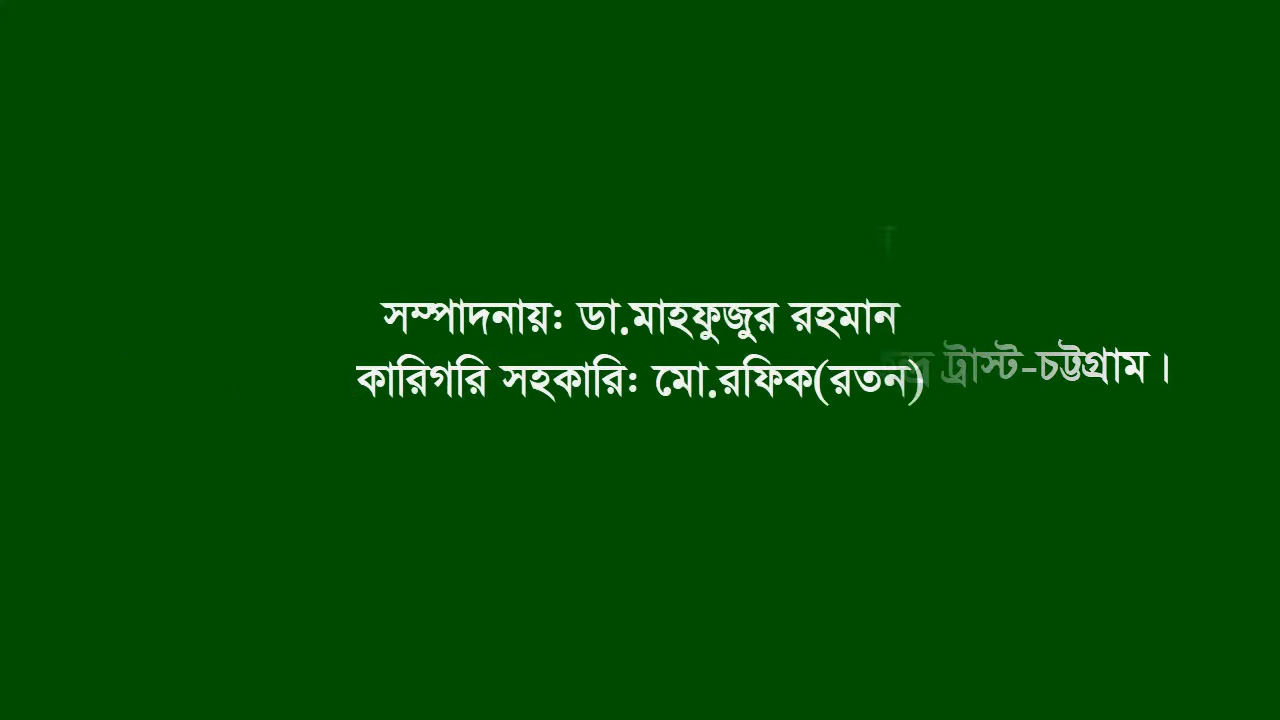 সম্পাদনায়ঃ ডা.মাহফুজুর রহমান
কারিগরি সহকারিঃ মো.রফিক(রতন)
ট্রাস্ট-চট্টগ্রাম।